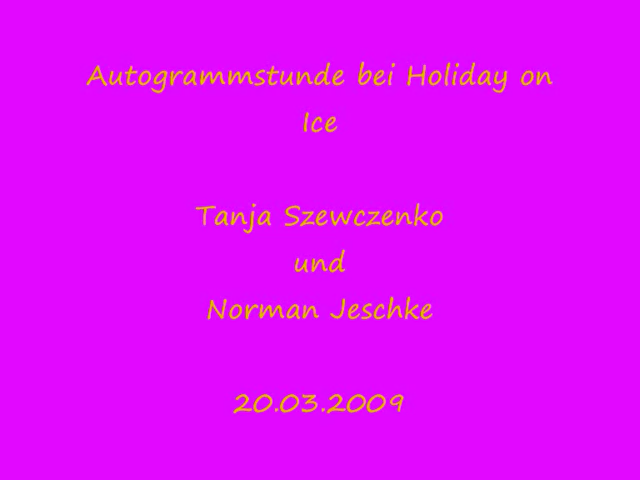 Autogrammstunde bei Holiday on
Ice
Tanja Szewczenko
und
Norman Jeschke
20.03.2009